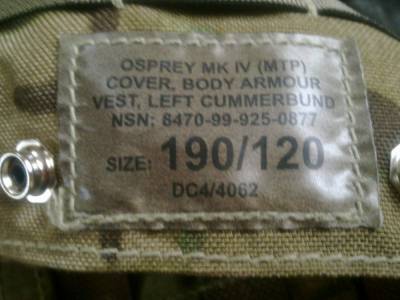 OSPREY MK IV (MTP)
COVER, BODY ARMOUR
VEST, LEFT CUMMERBUND
NSN: 8470-99-925-0877
SIZE: 190/120
DC4/4062